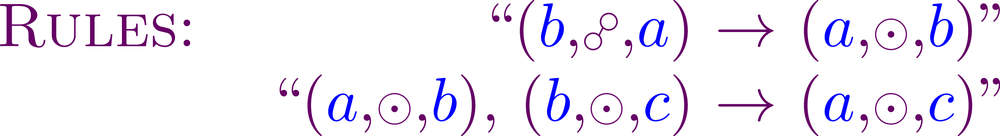 RULES: “(b,⚯,a) → (a,⊙,b)”
“(a,⊙,b), (b,⊙,c) → (a,⊙,c)”